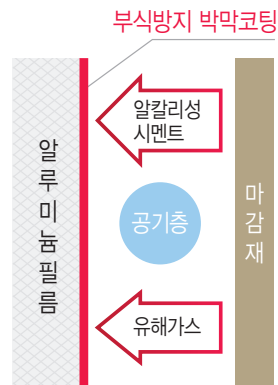 부식방지 박막코팅
알루미늄필름
알칼리성
시멘트
공기층
유해가스
마감재